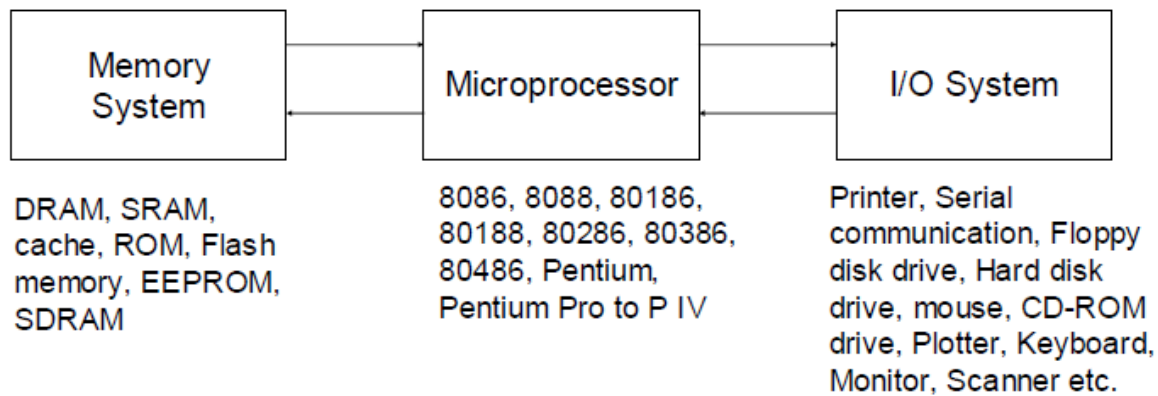 Memory
System
Microprocessor
I/O System
DRAM, SRAM,
cache, ROM, Flash
memory, EEPROM,
SDRAM
8086, 8088, 80186,
80188, 80286, 80386,
80486, Pentium,
Pentium Pro to P IV
Printer, Serial
communication, Floppy
disk drive, Hard disk
drive, mouse, CD-ROM
drive, Plotter, Keyboard,
Monitor, Scanner etc.